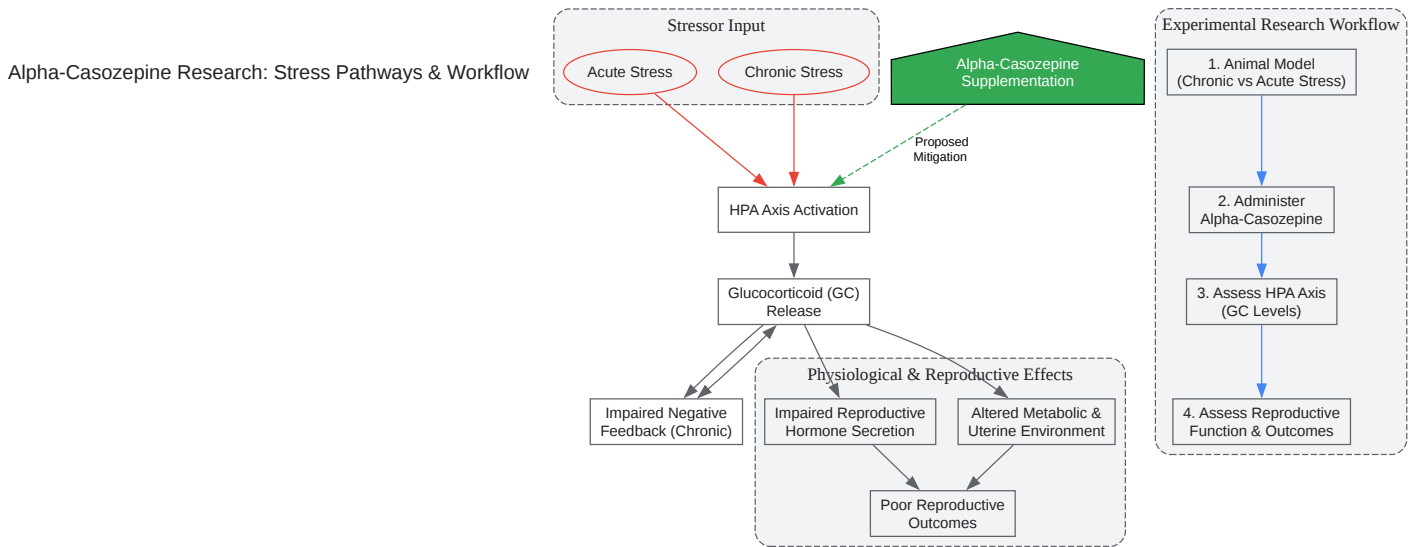 Alpha-Casozepine Research: Stress Pathways & Workflow
Stressor Input
Acute Stress
Chronic Stress
Alpha-Casozepine
Supplementation
Proposed
Mitigation
HPA Axis Activation
Glucocorticoid (GC)
Release
Impaired Negative
Feedback (Chronic)
Physiological & Reproductive Effects
Impaired Reproductive
Hormone Secretion
Altered Metabolic &
Uterine Environment
Poor Reproductive
Outcomes
Experimental Research Workflow
1. Animal Model
(Chronic vs Acute Stress)
2. Administer
Alpha-Casozepine
3. Assess HPA Axis
(GC Levels)
4. Assess Reproductive
Function & Outcomes